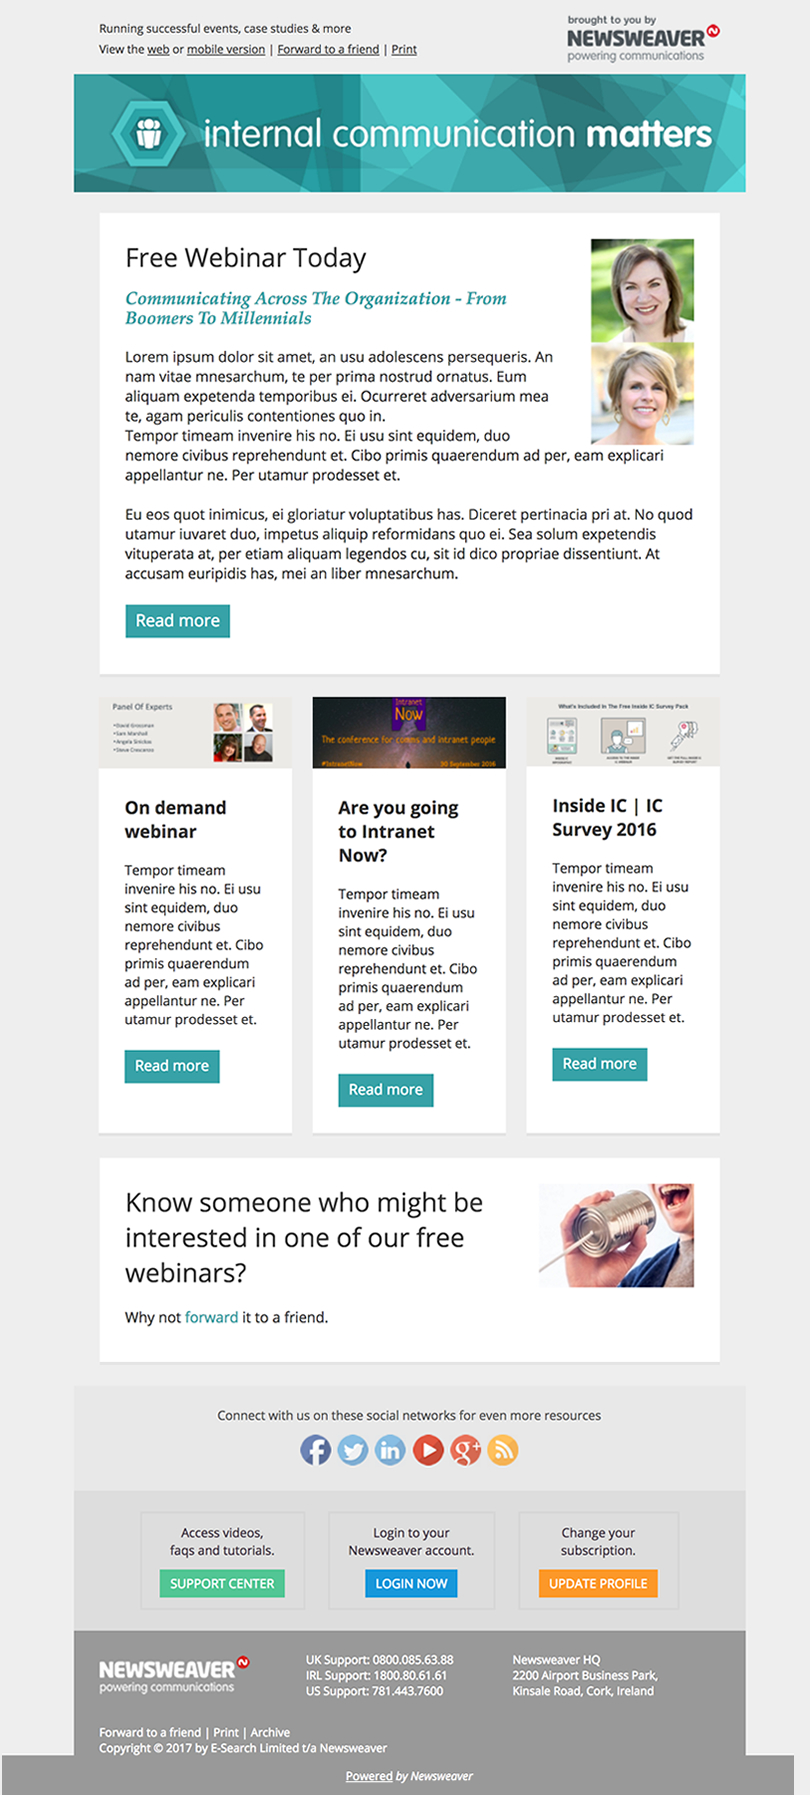 Running successful events, case studies & more
View the web or mobile version | Forward to a friend | Print
brought to you by
NEWSWEAVER
powering communications
internal communication matters
Free Webinar Today
Communicating Across The Organization - From
Boomers To Millennials
Lorem ipsum dolor sit amet, an usu adolescens persequeris. An
nam vitae mnesarchum, te per prima nostrud ornatus. Eum
aliquam expetenda temporibus ei. Ocurreret adversarium mea
te, agam periculis contentiones quo in.
Tempor timeam invenire his no. Ei usu sint equidem, duo
nemore civibus reprehendunt et. Cibo primis quaerendum ad per, eam explicari
appellantur ne. Per utamur prodesset et.
Eu eos quot inimicus, ei gloriatur voluptatibus has. Diceret pertinacia pri at. No quod
utamur iuvaret duo, impetus aliquip reformidans quo ei. Sea solum expetendis
vituperata at, per etiam aliquam legendos cu, sit id dico propriae dissentiunt. At
accusam euripidis has, mei an liber mnesarchum.
Read more
Panel Of Experts
•David Grossman
•Sam Marshall
•Angela Sinickas
•Steve Crescenzo
On demand
webinar
Tempor timeam
invenire his no. Ei usu
sint equidem, duo
nemore civibus
reprehendunt et. Cibo
primis quaerendum
ad per, eam explicari
appellantur ne. Per
utamur prodesset et.
Read more
Intranet
Now
The conference for comms and intranet people
#IntranetNow
30 September 2016
Are you going
to Intranet
Now?
Tempor timeam
invenire his no. Ei usu
sint equidem, duo
nemore civibus
reprehendunt et. Cibo
primis quaerendum
ad per, eam explicari
appellantur ne. Per
utamur prodesset et.
Read more
What's Included In The Free Inside IC Survey Pack
Inside IC | IC
Survey 2016
Tempor timeam
invenire his no. Ei usu
sint equidem, duo
nemore civibus
reprehendunt et. Cibo
primis quaerendum
ad per, eam explicari
appellantur ne. Per
utamur prodesset et.
Read more
Know someone who might be
interested in one of our free
webinars?
Why not forward it to a friend.
Connect with us on these social networks for even more resources
Access videos,
faqs and tutorials.
SUPPORT CENTER
Login to your
Newsweaver account.
LOGIN NOW
Change your
subscription.
UPDATE PROFILE
NEWSWEAVER
powering communications
UK Support: 0800.085.63.88
IRL Support: 1800.80.61.61
US Support: 781.443.7600
Newsweaver HQ
2200 Airport Business Park,
Kinsale Road, Cork, Ireland
Forward to a friend | Print | Archive
Copyright © 2017 by E-Search Limited t/a Newsweaver
Powered by Newsweaver